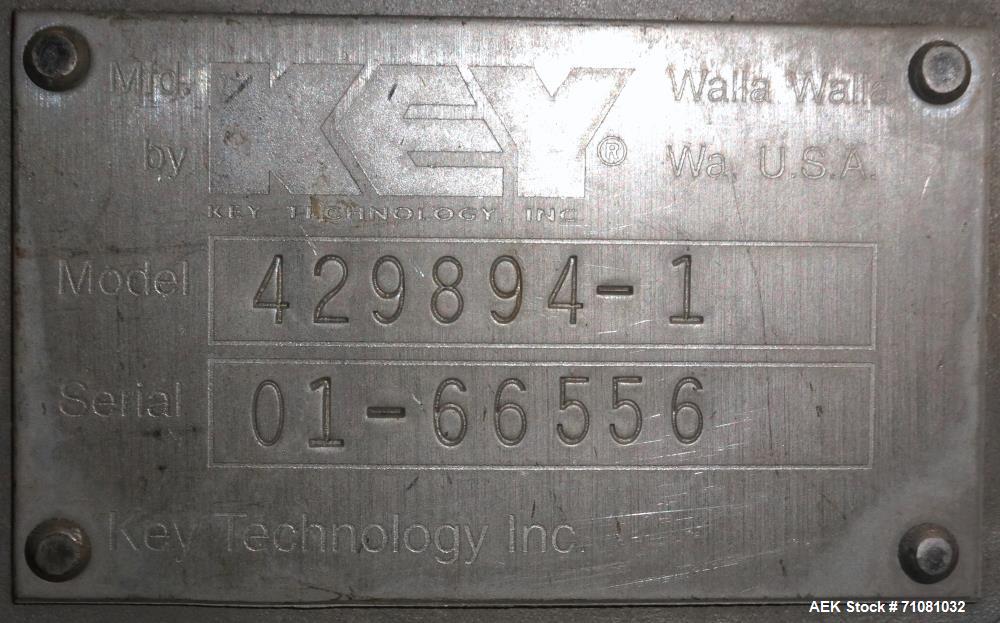 Mfd. KEY® Walla Walla
by Wa. U.S.A.
KEY TECHNOLOGY, INC
Model 429894-1
Serial 01-66556
Key Technology Inc.
AEK Stock # 71081032